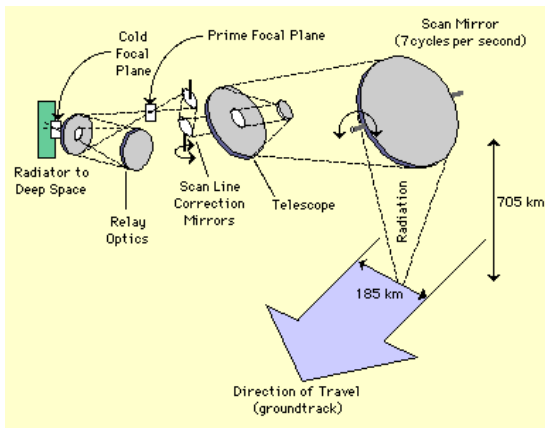 Cold
Focal
Plane
Prime Focal Plane
Scan Mirror
(7cycles per second)
Radiator to
Deep Space
Relay
Optics
Scan Line
Correction
Mirrors
Telescope
Radiation
705 km
185 km
Direction of Travel
(groundtrack)